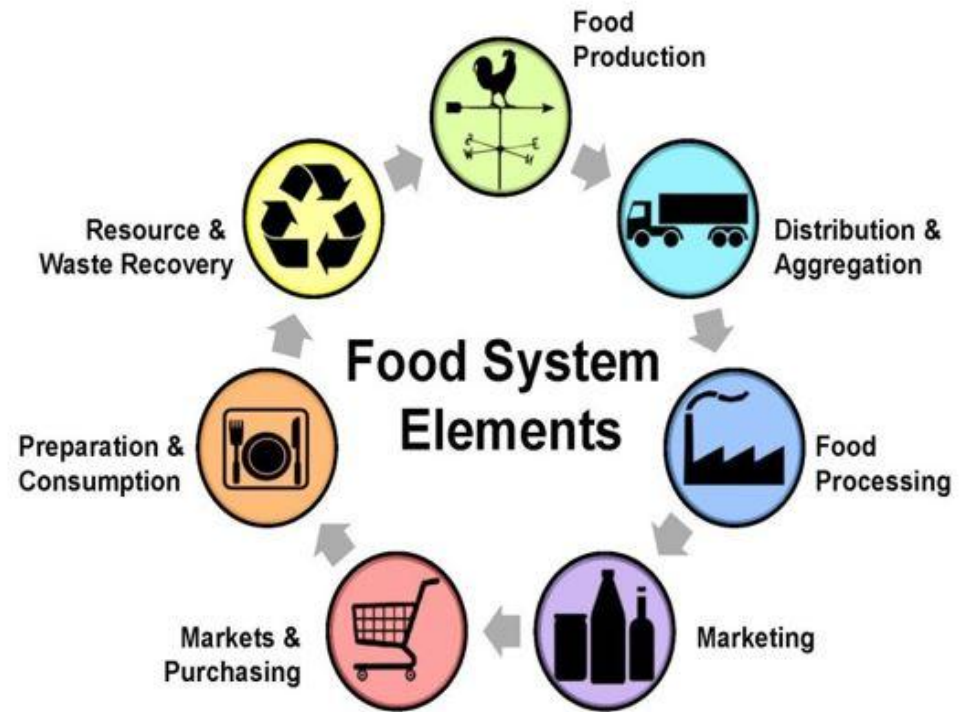 Food
Production
Distribution &
Aggregation
Food
Processing
Marketing
Markets &
Purchasing
Preparation &
Consumption
Resource &
Waste Recovery
Food System
Elements